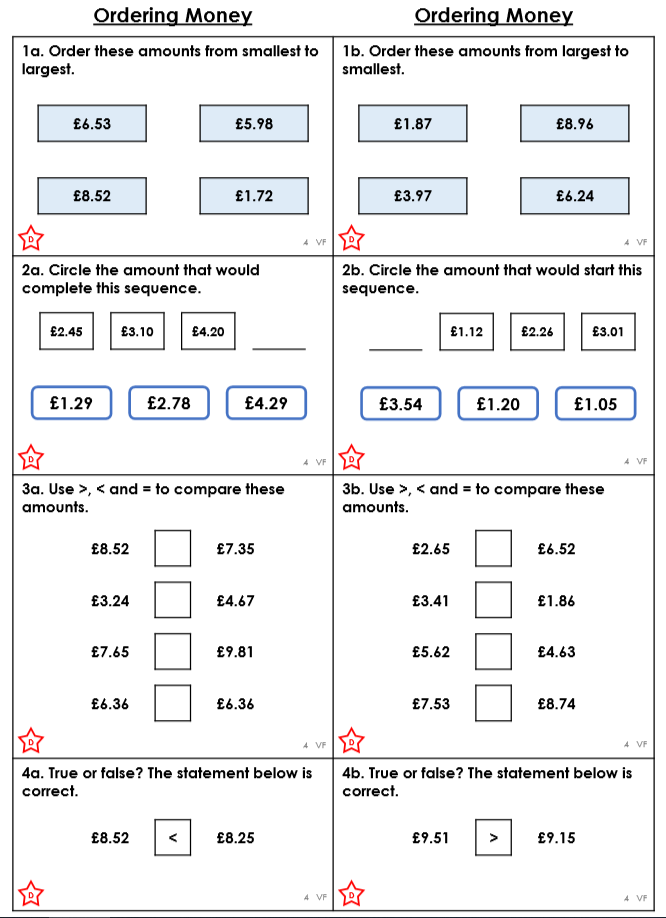 Ordering Money
Ordering Money
1a. Order these amounts from smallest to
largest.
£6.53 £5.98
£8.52 £1.72
D
4 VF
1b. Order these amounts from largest to
smallest.
£1.87 £8.96
£3.97 £6.24
D
4 VF
2a. Circle the amount that would
complete this sequence.
£2.45 £3.10 £4.20 ______
£1.29 £2.78 £4.29
D
4 VF
2b. Circle the amount that would start this
sequence.
______ £1.12 £2.26 £3.01
£3.54 £1.20 £1.05
D
4 VF
3a. Use >, < and = to compare these
amounts.
£8.52 £7.35
£3.24 £4.67
£7.65 £9.81
£6.36 £6.36
D
4 VF
3b. Use >, < and = to compare these
amounts.
£2.65 £6.52
£3.41 £1.86
£5.62 £4.63
£7.53 £8.74
D
4 VF
4a. True or false? The statement below is
correct.
£8.52 < £8.25
D
4 VF
4b. True or false? The statement below is
correct.
£9.51 > £9.15
D
4 VF